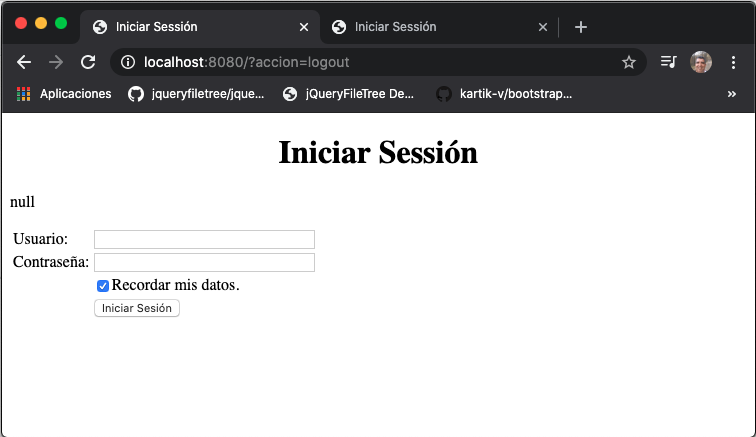 Iniciar Sessión
Iniciar Sessión
localhost:8080/?accion=logout
Aplicaciones jqueryfiletree/jque... jQueryFileTree De... kartik-v/bootstrap... »
Iniciar Sessión
null
Usuario:
Contraseña:
Recordar mis datos.
Iniciar Sesión